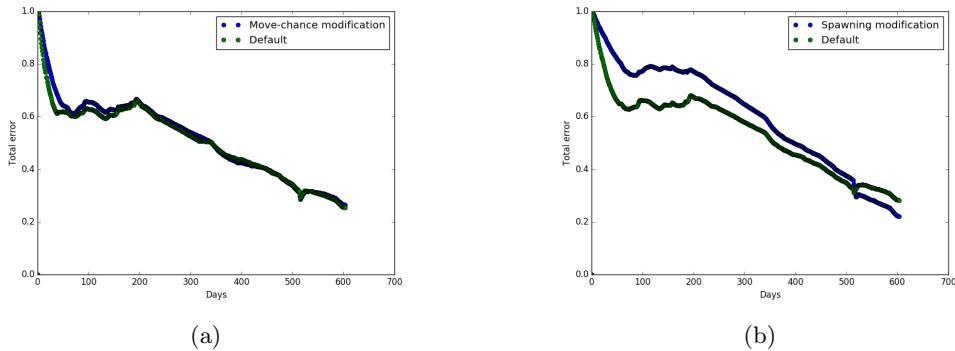 Move-chance modification
Default
Total error
1.0
0.8
0.6
0.4
0.2
0.0
0 100 200 300 400 500 600 700
Days
(a)
Spawning modification
Default
Total error
1.0
0.8
0.6
0.4
0.2
0.0
0 100 200 300 400 500 600 700
Days
(b)